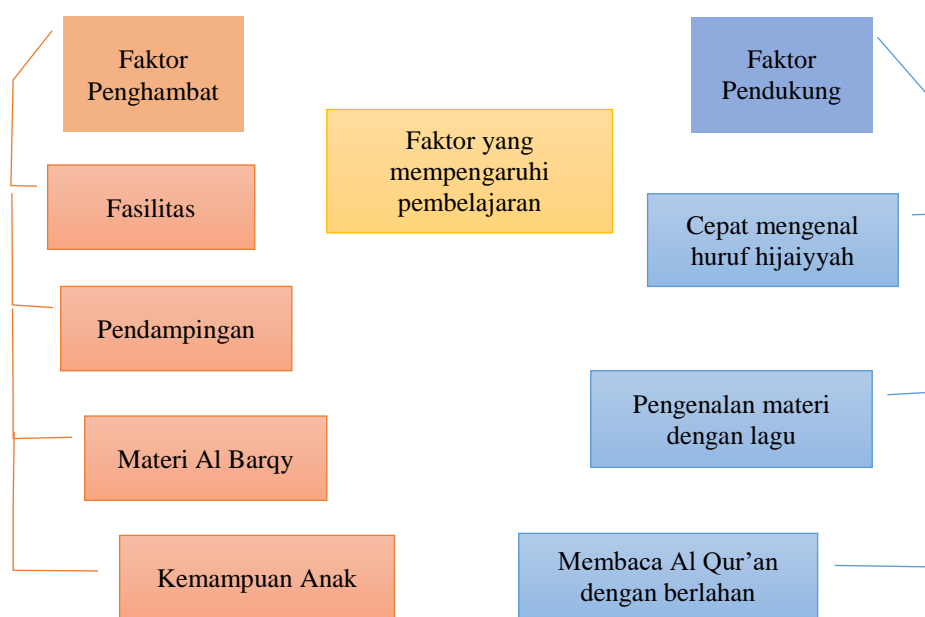 Faktor
Penghambat
Faktor
Pendukung
Faktor yang
mempengaruhi
pembelajaran
Fasilitas
Cepat mengenal
huruf hijaiyyah
Pendampingan
Pengenalan materi
dengan lagu
Materi Al Barqy
Kemampuan Anak
Membaca Al Qur’an
dengan berlahan